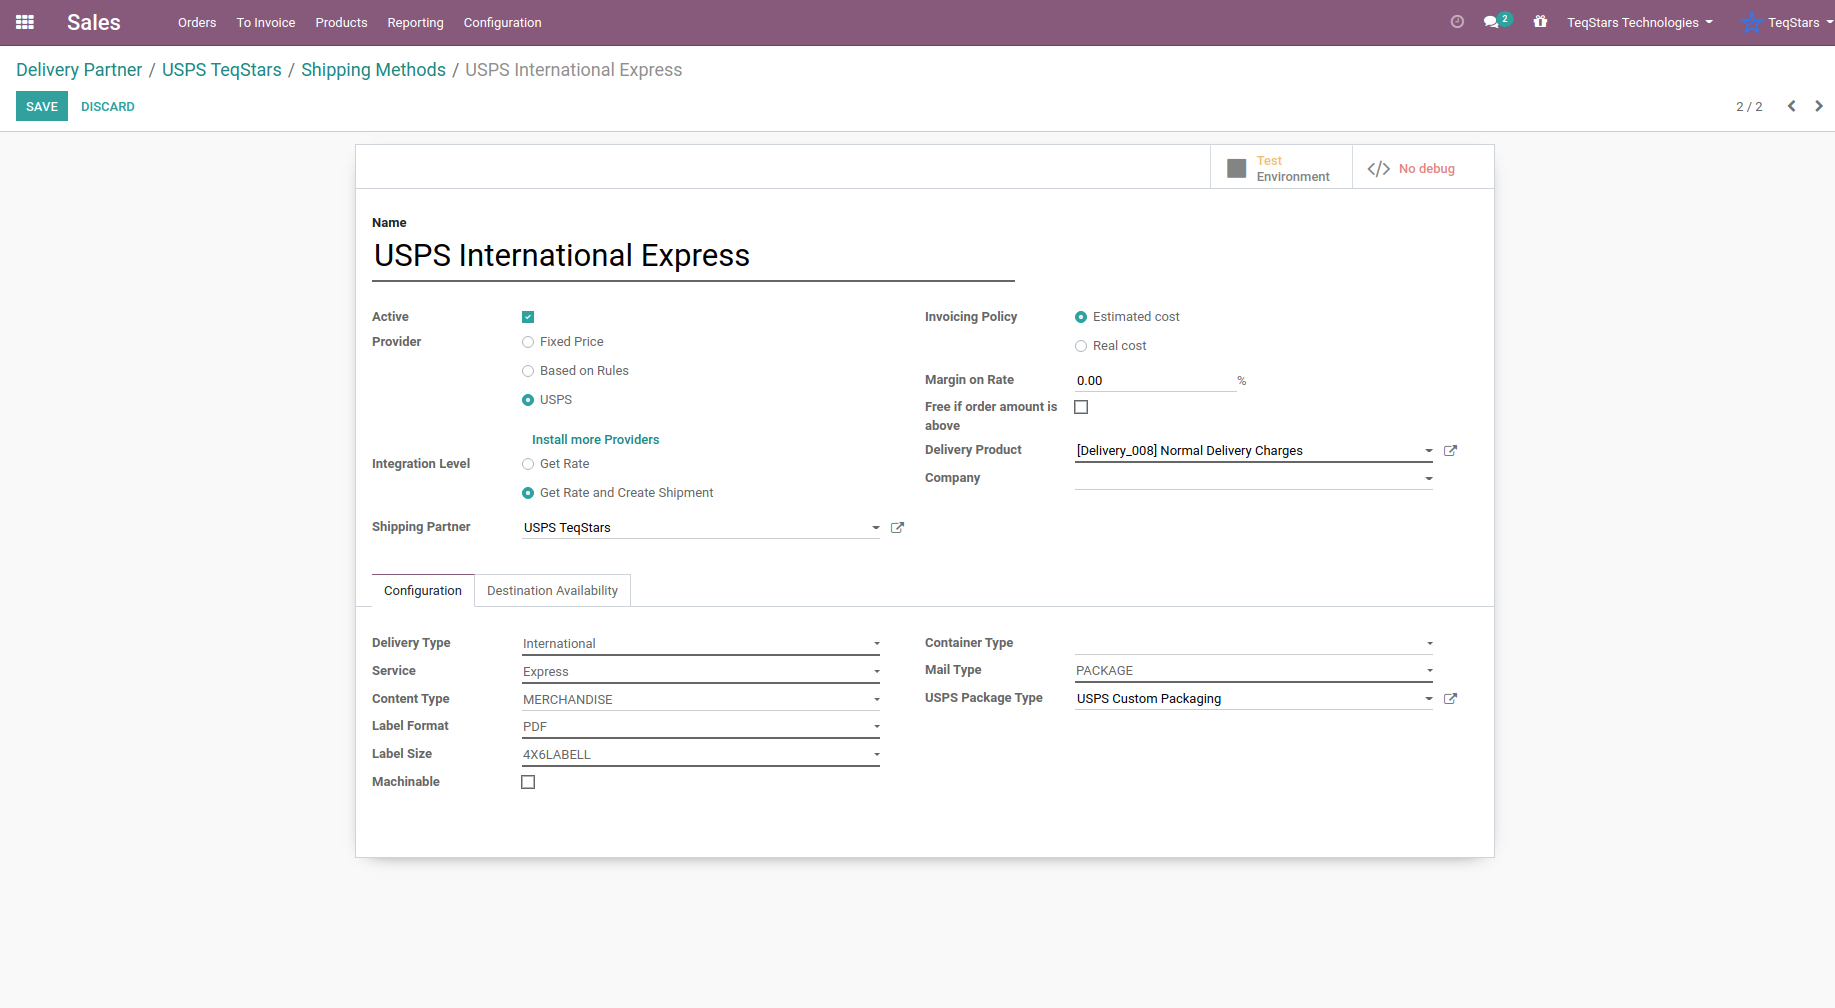 Sales Orders To Invoice Products Reporting Configuration 2 TeqStars Technologies TeqStars
Delivery Partner / USPS TeqStars / Shipping Methods / USPS International Express
SAVE DISCARD 2 / 2
Test
Environment
</> No debug
Name
USPS International Express
Active
Provider
Fixed Price
Based on Rules
USPS
Install more Providers
Integration Level
Get Rate
Get Rate and Create Shipment
Shipping Partner USPS TeqStars
Invoicing Policy
Estimated cost
Real cost
Margin on Rate 0.00 %
Free if order amount is
above
Delivery Product [Delivery_008] Normal Delivery Charges
Company
Configuration Destination Availability
Delivery Type International
Service Express
Content Type MERCHANDISE
Label Format PDF
Label Size 4X6LABELL
Machinable
Container Type
Mail Type PACKAGE
USPS Package Type USPS Custom Packaging